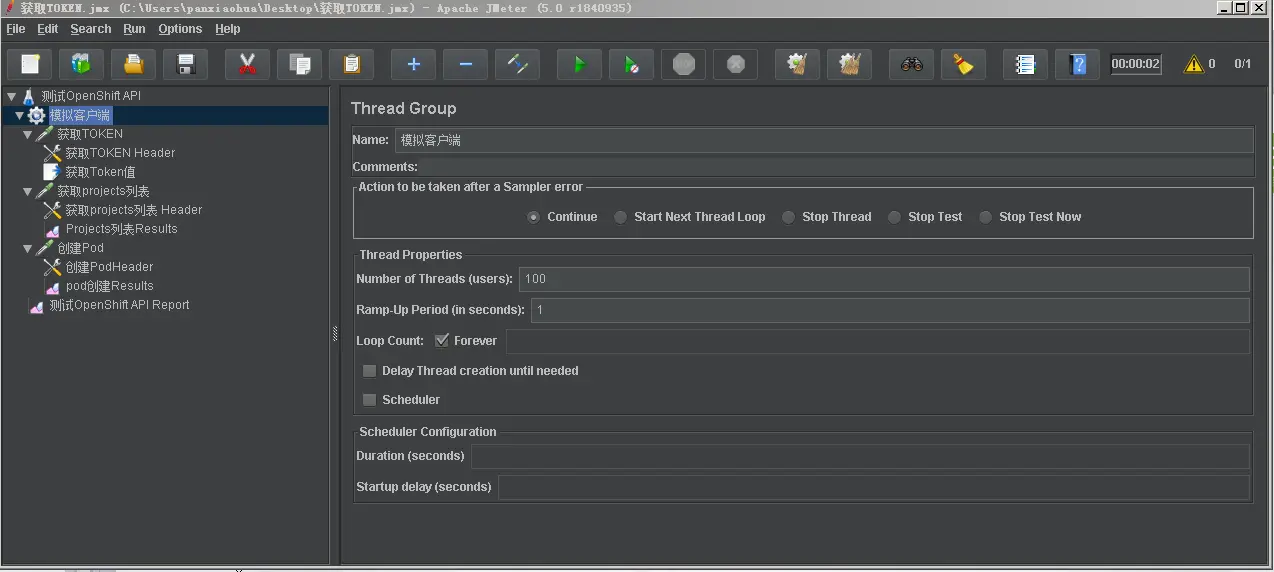 获取TOKEN.jmx (C:\Users\panxiaohua\Desktop\获取TOKEN.jmx) - Apache JMeter (5.0 r1840935)
File Edit Search Run Options Help
00:00:02 0 0/1
测试OpenShift API
模拟客户端
获取TOKEN
获取TOKEN Header
获取Token值
获取projects列表
获取projects列表 Header
Projects列表Results
创建Pod
创建PodHeader
pod创建Results
测试OpenShift API Report
Thread Group
Name: 模拟客户端
Comments:
Action to be taken after a Sampler error
Continue Start Next Thread Loop Stop Thread Stop Test Stop Test Now
Thread Properties
Number of Threads (users): 100
Ramp-Up Period (in seconds): 1
Loop Count: Forever
Delay Thread creation until needed
Scheduler
Scheduler Configuration
Duration (seconds)
Startup delay (seconds)